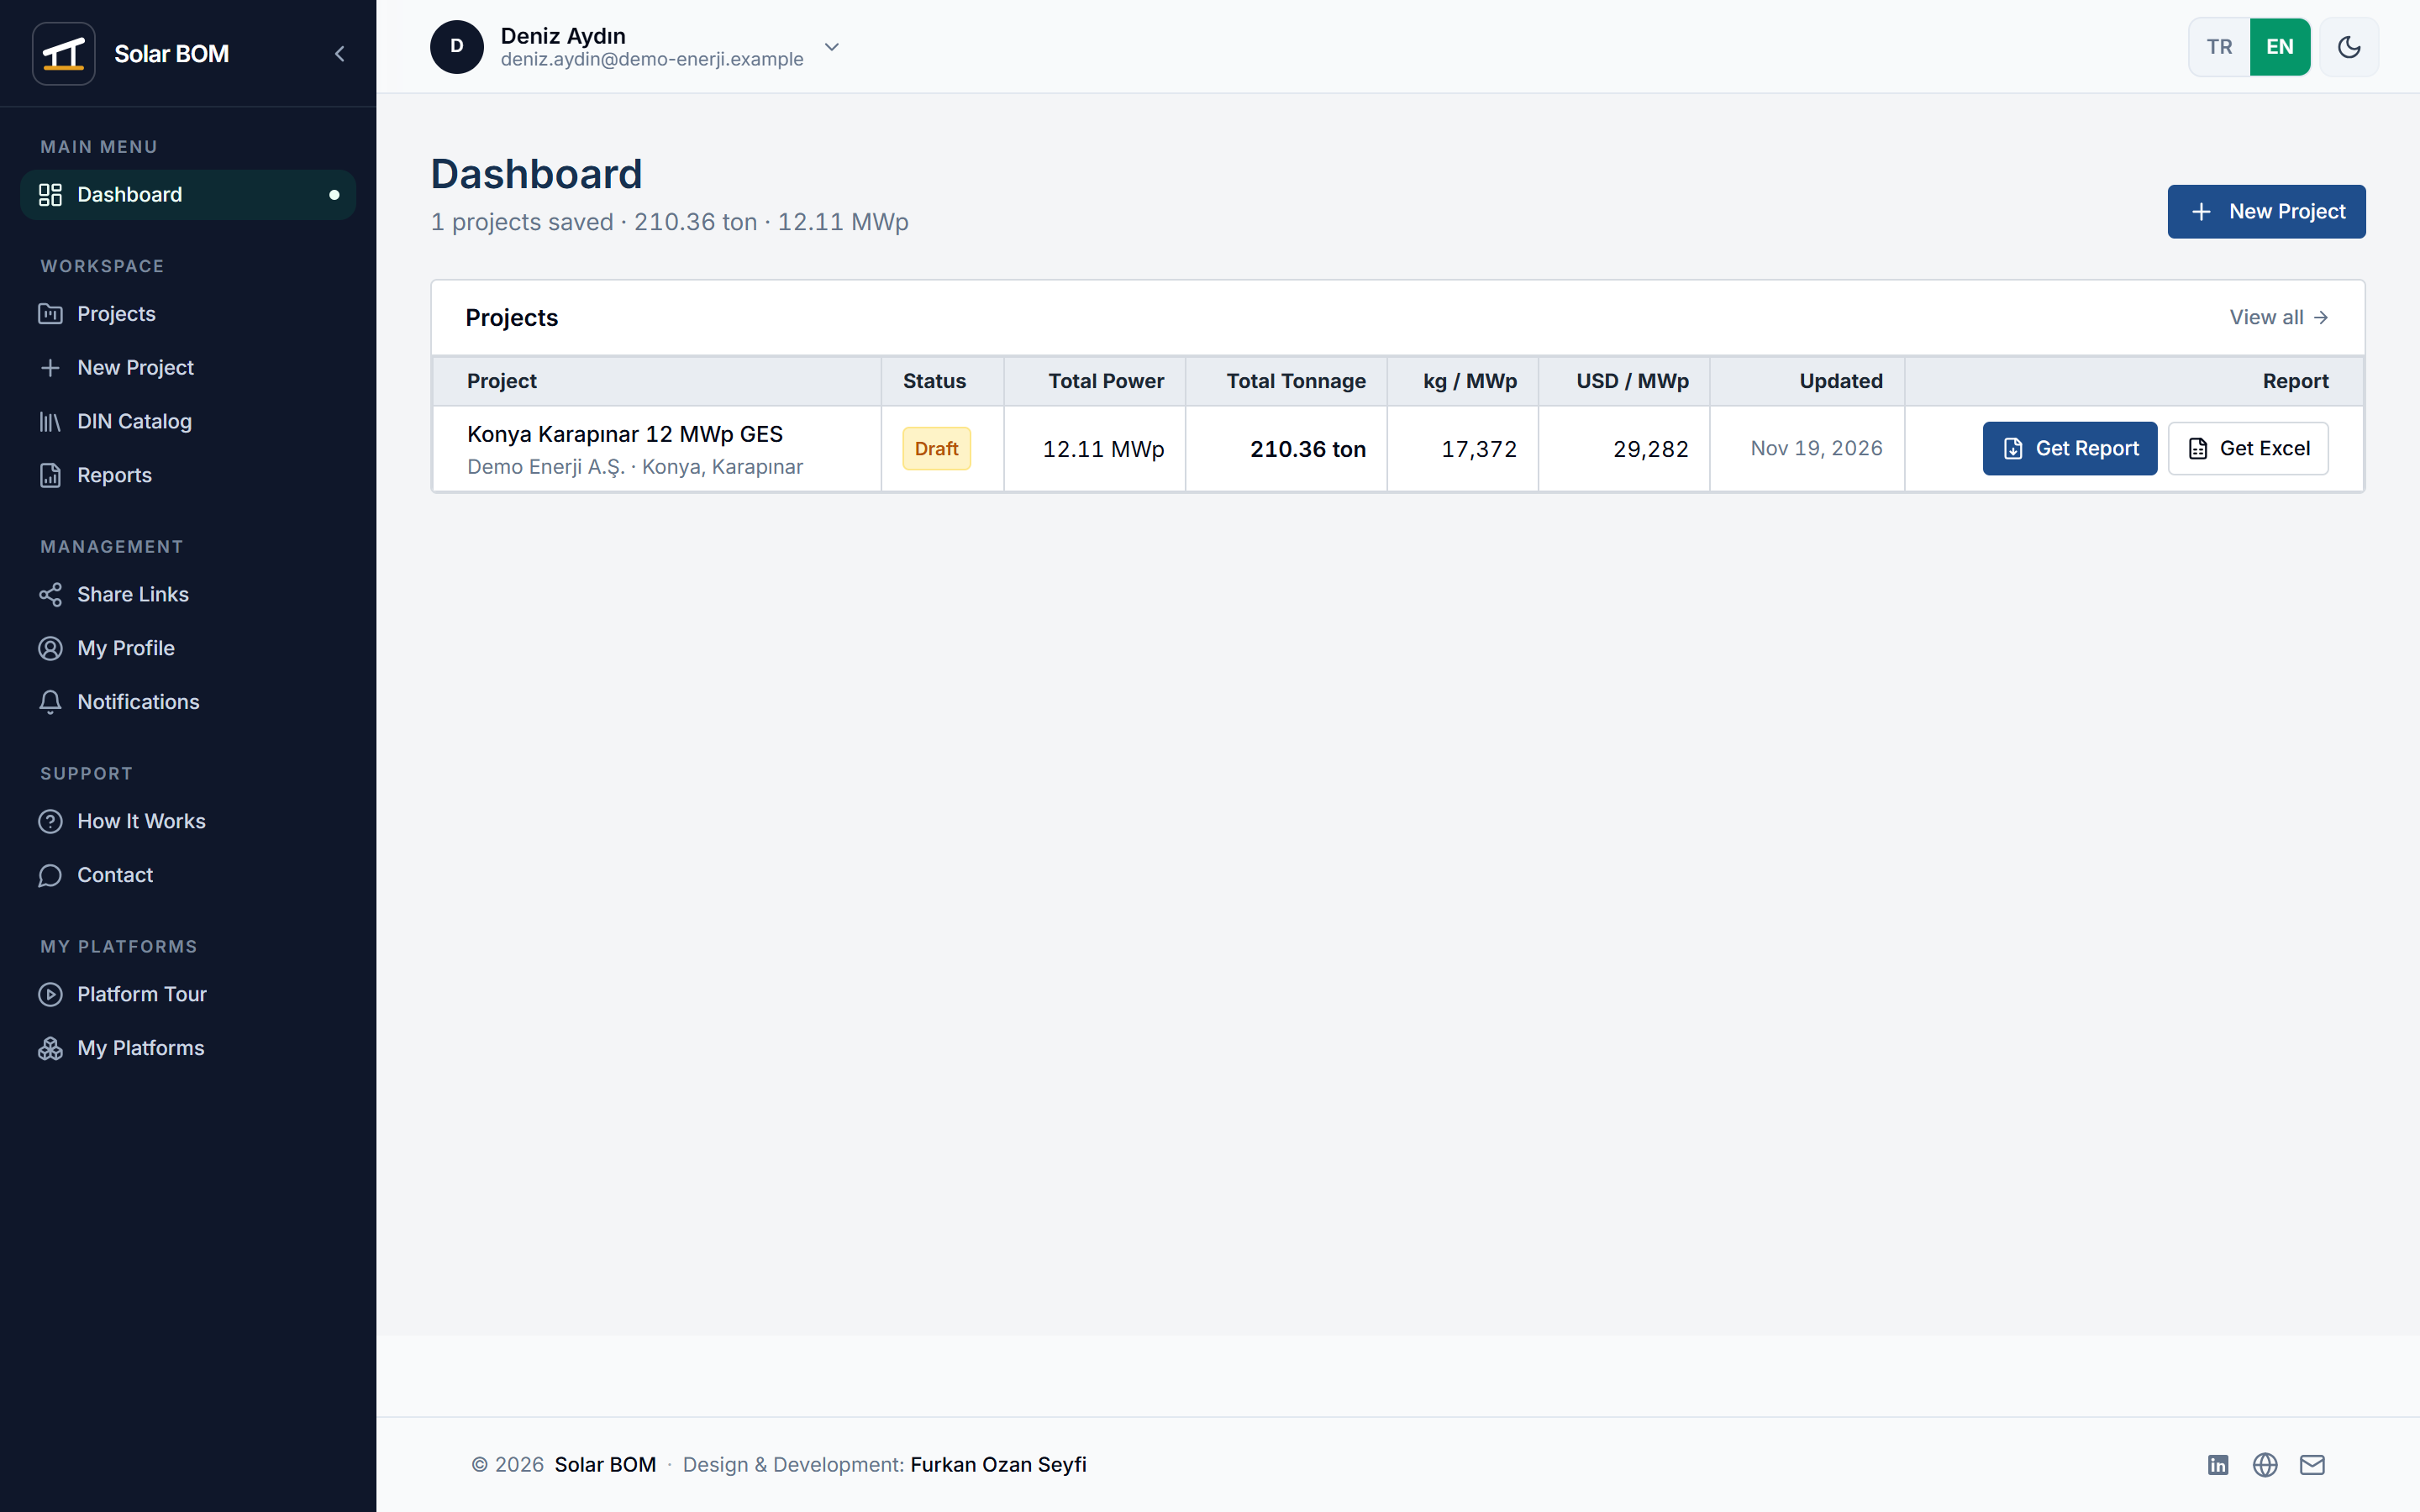 Solar BOM
MAIN MENU
Dashboard
WORKSPACE
Projects
New Project
DIN Catalog
Reports
MANAGEMENT
Share Links
My Profile
Notifications
SUPPORT
How It Works
Contact
MY PLATFORMS
Platform Tour
My Platforms
D
Deniz Aydın
deniz.aydin@demo-enerji.example
TR EN
Dashboard
1 projects saved · 210.36 ton · 12.11 MWp
New Project
Projects
View all →
Project Status Total Power Total Tonnage kg / MWp USD / MWp Updated Report
Konya Karapınar 12 MWp GES
Demo Enerji A.Ş. · Konya, Karapınar
Draft 12.11 MWp 210.36 ton 17,372 29,282 Nov 19, 2026 Get Report Get Excel
© 2026 Solar BOM · Design & Development: Furkan Ozan Seyfi
in